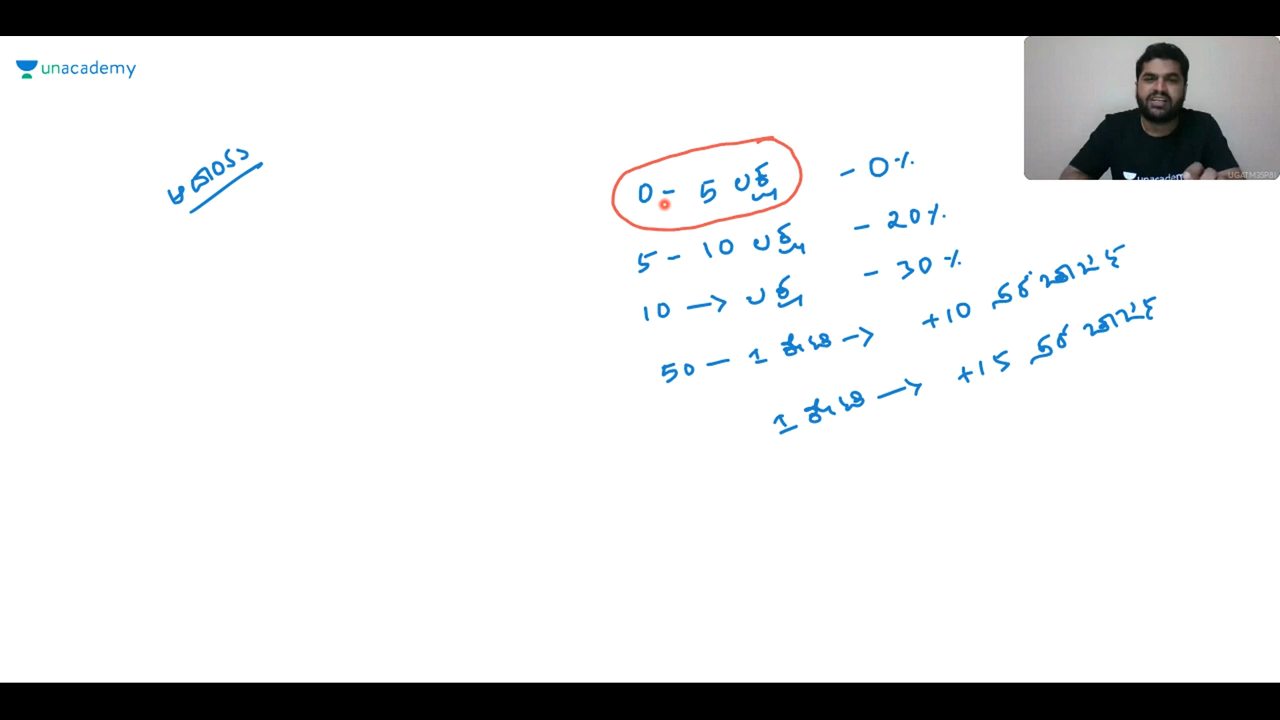 unacademy
ಆದಾಯ
0 - 5 ಲಕ್ಷ - 0%
5 - 10 ಲಕ್ಷ - 20%
10 → ಲಕ್ಷ - 30%
50 - 1 ಕೋಟಿ → +10 ಸರ್ ಚಾರ್ಜ್
1 ಕೋಟಿ → +15 ಸರ್ ಚಾರ್ಜ್
unacademy